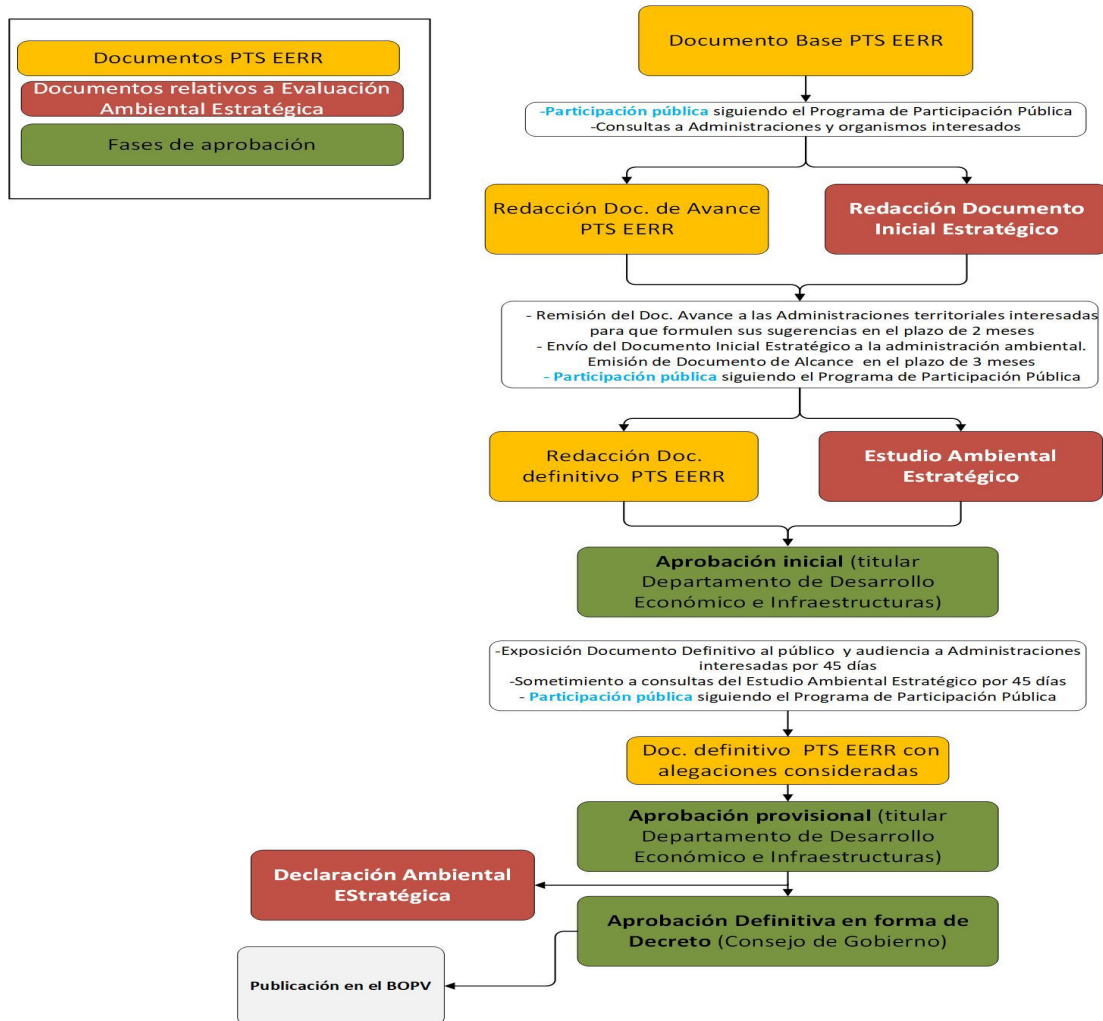 Documentos PTS EERR
Documentos relativos a Evaluación
Ambiental Estratégica
Fases de aprobación
Documento Base PTS EERR
-Participación pública siguiendo el Programa de Participación Pública
-Consultas a Administraciones y organismos interesados
Redacción Doc. de Avance
PTS EERR
Redacción Documento
Inicial Estratégico
- Remisión del Doc. Avance a las Administraciones territoriales interesadas
para que formulen sus sugerencias en el plazo de 2 meses
- Envío del Documento Inicial Estratégico a la administración ambiental.
Emisión de Documento de Alcance en el plazo de 3 meses
- Participación pública siguiendo el Programa de Participación Pública
Redacción Doc.
definitivo PTS EERR
Estudio Ambiental
Estratégico
Aprobación inicial (titular
Departamento de Desarrollo
Económico e Infraestructuras)
-Exposición Documento Definitivo al público y audiencia a Administraciones
interesadas por 45 días
-Sometimiento a consultas del Estudio Ambiental Estratégico por 45 días
- Participación pública siguiendo el Programa de Participación Pública
Doc. definitivo PTS EERR con
alegaciones consideradas
Aprobación provisional (titular
Departamento de Desarrollo
Económico e Infraestructuras)
Declaración Ambiental
EStratégica
Aprobación Definitiva en forma de
Decreto (Consejo de Gobierno)
Publicación en el BOPV